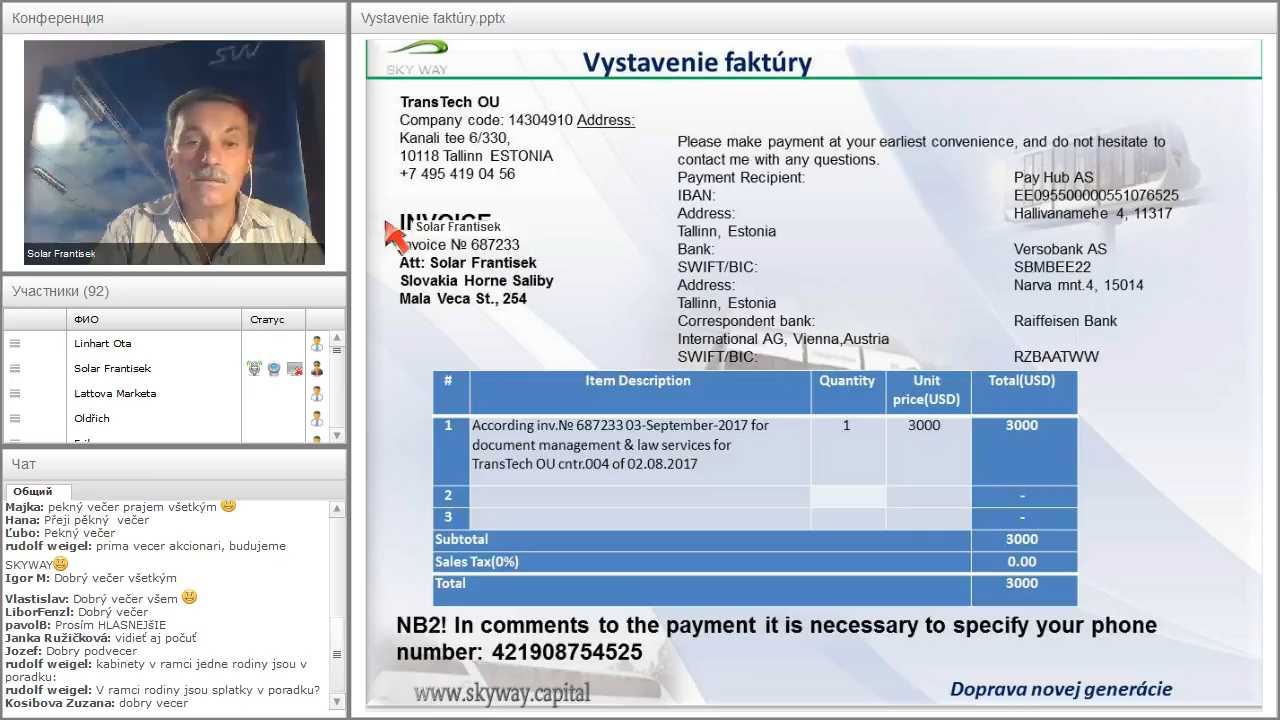 Конференция
Solar Frantisek
Участники (92)
ФИО
Статус
Linhart Ota
Solar Frantisek
Lattova Marketa
Oldřich
Чат
Общий
Majka: pekný večer prajem všetkým
Hana: Přeji pěkný večer
Ľubo: Pekný večer
rudolf weigel: prima vecer akcionari, budujeme
SKYWAY
Igor M: Dobrý večer všetkým
Vlastislav: Dobrý večer všem
LiborFenzl: Dobrý večer
pavolB: Prosím HLASNEJŠIE
Janka Ružičková: vidieť aj počuť
Jozef: Dobry podvecer
rudolf weigel: kabinety v ramci jedne rodiny jsou v
poradku:
rudolf weigel: V ramci rodiny jsou splatky v poradku?
Kosibova Zuzana: dobry vecer
Vystavenie faktúry.pptx
SKY WAY
Vystavenie faktúry
TransTech OU
Company code: 14304910 Address:
Kanali tee 6/330,
10118 Tallinn ESTONIA
+7 495 419 04 56
INVOICE
Solar Frantisek
Invoice № 687233
Att: Solar Frantisek
Slovakia Horne Saliby
Mala Veca St., 254
Please make payment at your earliest convenience, and do not hesitate to
contact me with any questions.
Payment Recipient: Pay Hub AS
IBAN: EE095500000551076525
Address: Hallivanamehe 4, 11317
Tallinn, Estonia
Bank: Versobank AS
SWIFT/BIC: SBMBEE22
Address: Narva mnt.4, 15014
Tallinn, Estonia
Correspondent bank: Raiffeisen Bank
International AG, Vienna,Austria
SWIFT/BIC: RZBAATWW
# Item Description Quantity Unit price(USD) Total(USD)
1 According inv.№ 687233 03-September-2017 for 1 3000 3000
document management & law services for
TransTech OU cntr.004 of 02.08.2017
2 -
3 -
Subtotal 3000
Sales Tax(0%) 0.00
Total 3000
NB2! In comments to the payment it is necessary to specify your phone
number: 421908754525
www.skyway.capital
Doprava novej generácie